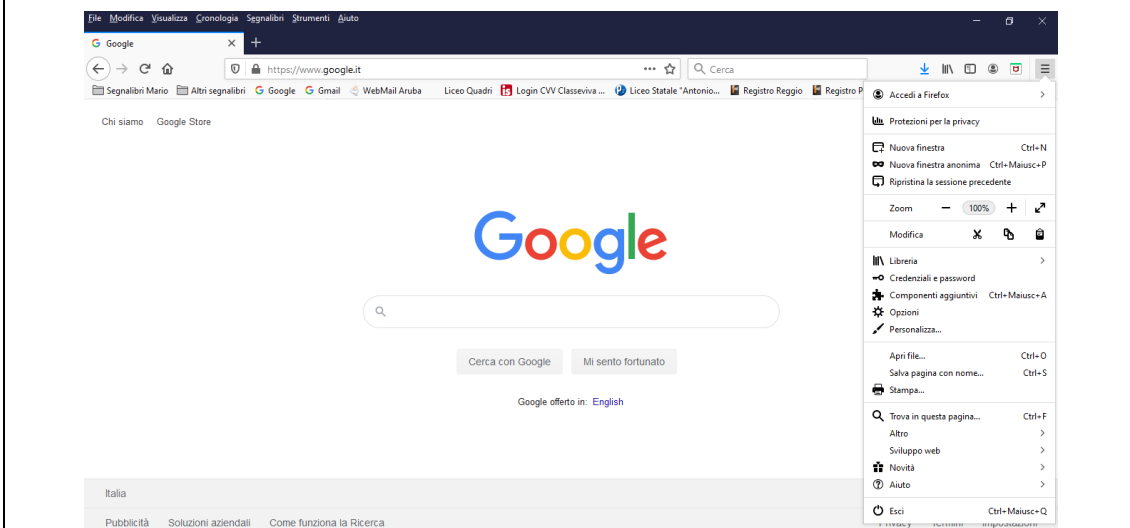 File Modifica Visualizza Cronologia Segnalibri Strumenti Aiuto
Google
https://www.google.it
Cerca
Segnalibri Mario Altri segnalibri Google Gmail WebMail Aruba Liceo Quadri Login CVV Classeviva ... Liceo Statale "Antonio... Registro Reggio Registro P
Chi siamo Google Store
Google
Cerca con Google Mi sento fortunato
Google offerto in: English
Italia
Pubblicità Soluzioni aziendali Come funziona la Ricerca
Privacy Termini Impostazioni
Accedi a Firefox
Protezioni per la privacy
Nuova finestra Ctrl+N
Nuova finestra anonima Ctrl+Maiusc+P
Ripristina la sessione precedente
Zoom 100%
Modifica
Libreria
Credenziali e password
Componenti aggiuntivi Ctrl+Maiusc+A
Opzioni
Personalizza...
Apri file... Ctrl+O
Salva pagina con nome... Ctrl+S
Stampa...
Trova in questa pagina... Ctrl+F
Altro
Sviluppo web
Novità
Aiuto
Esci Ctrl+Maiusc+Q